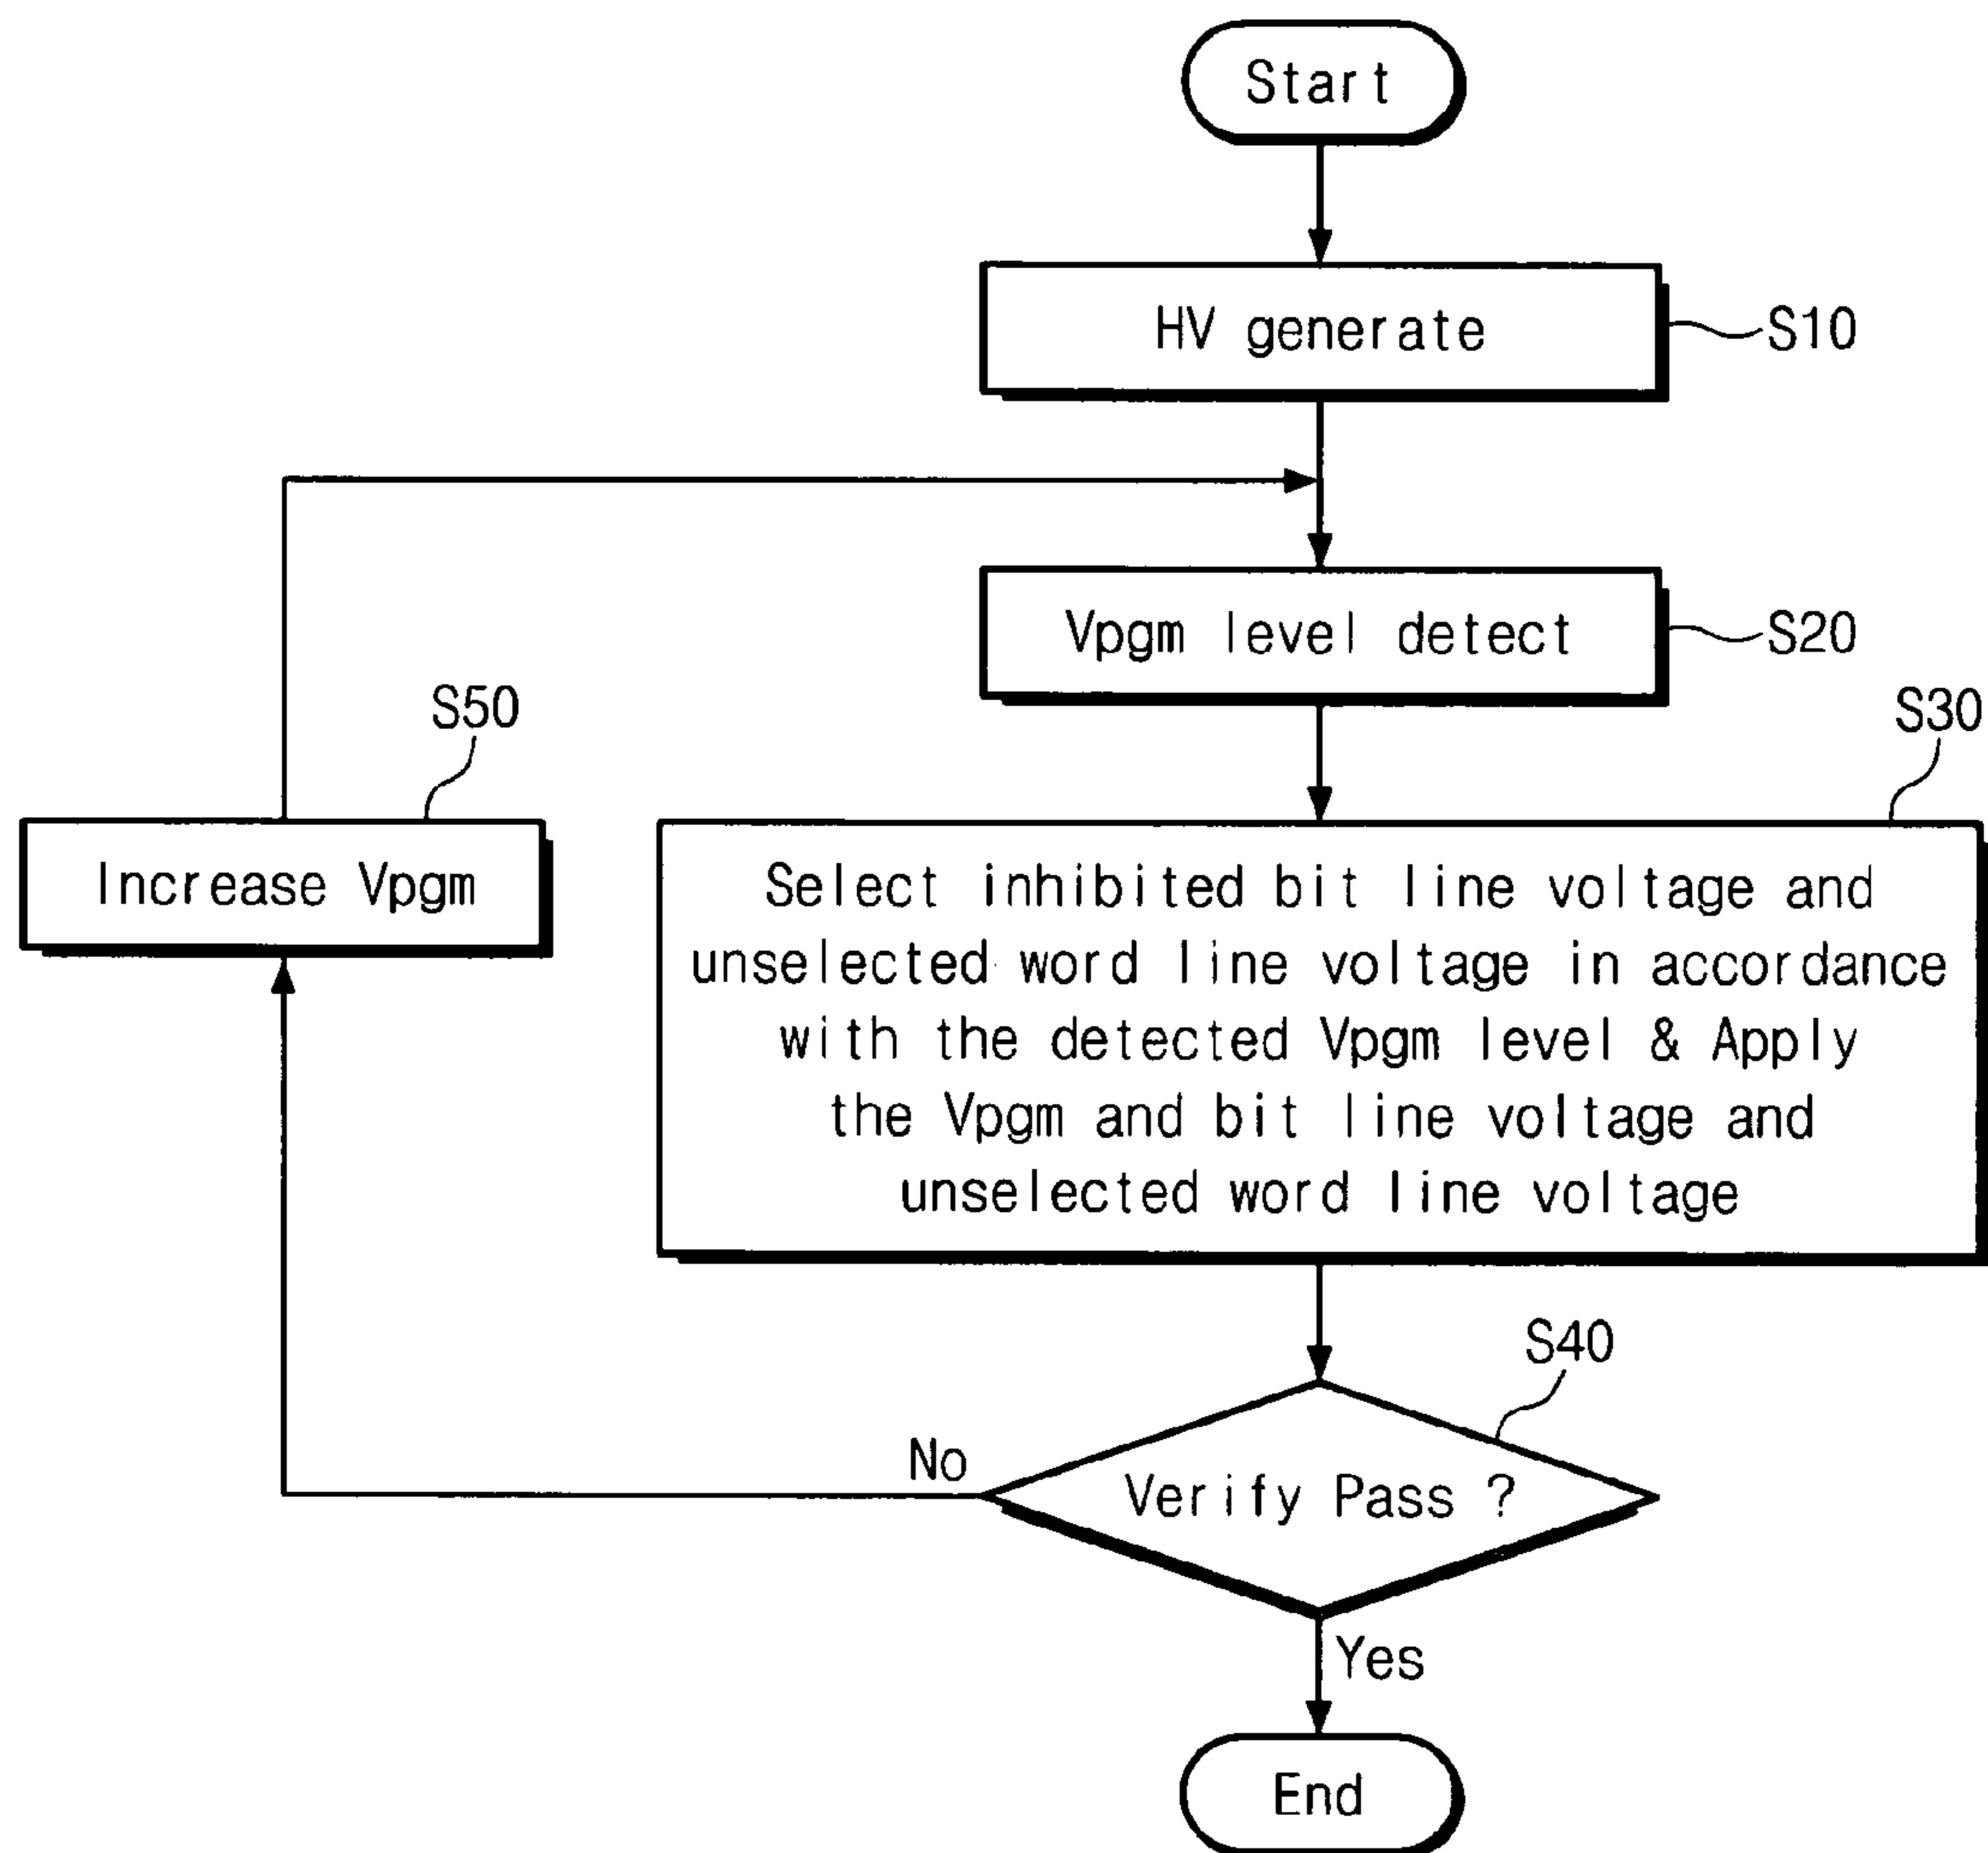 Start
HV generate
S10
Vpgm level detect
S20
S50
S30
Increase Vpgm
Select inhibited bit line voltage and
unselected word line voltage in accordance
with the detected Vpgm level & Apply
the Vpgm and bit line voltage and
unselected word line voltage
S40
No
Verify Pass ?
Yes
End